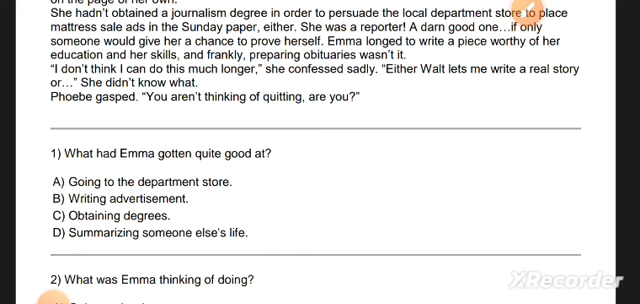 on the page of her own.
She hadn't obtained a journalism degree in order to persuade the local department store to place
mattress sale ads in the Sunday paper, either. She was a reporter! A darn good one…if only
someone would give her a chance to prove herself. Emma longed to write a piece worthy of her
education and her skills, and frankly, preparing obituaries wasn't it.
"I don't think I can do this much longer," she confessed sadly. "Either Walt lets me write a real story
or…" She didn't know what.
Phoebe gasped. "You aren't thinking of quitting, are you?"
1) What had Emma gotten quite good at?
A) Going to the department store.
B) Writing advertisement.
C) Obtaining degrees.
D) Summarizing someone else's life.
2) What was Emma thinking of doing?
XRecorder